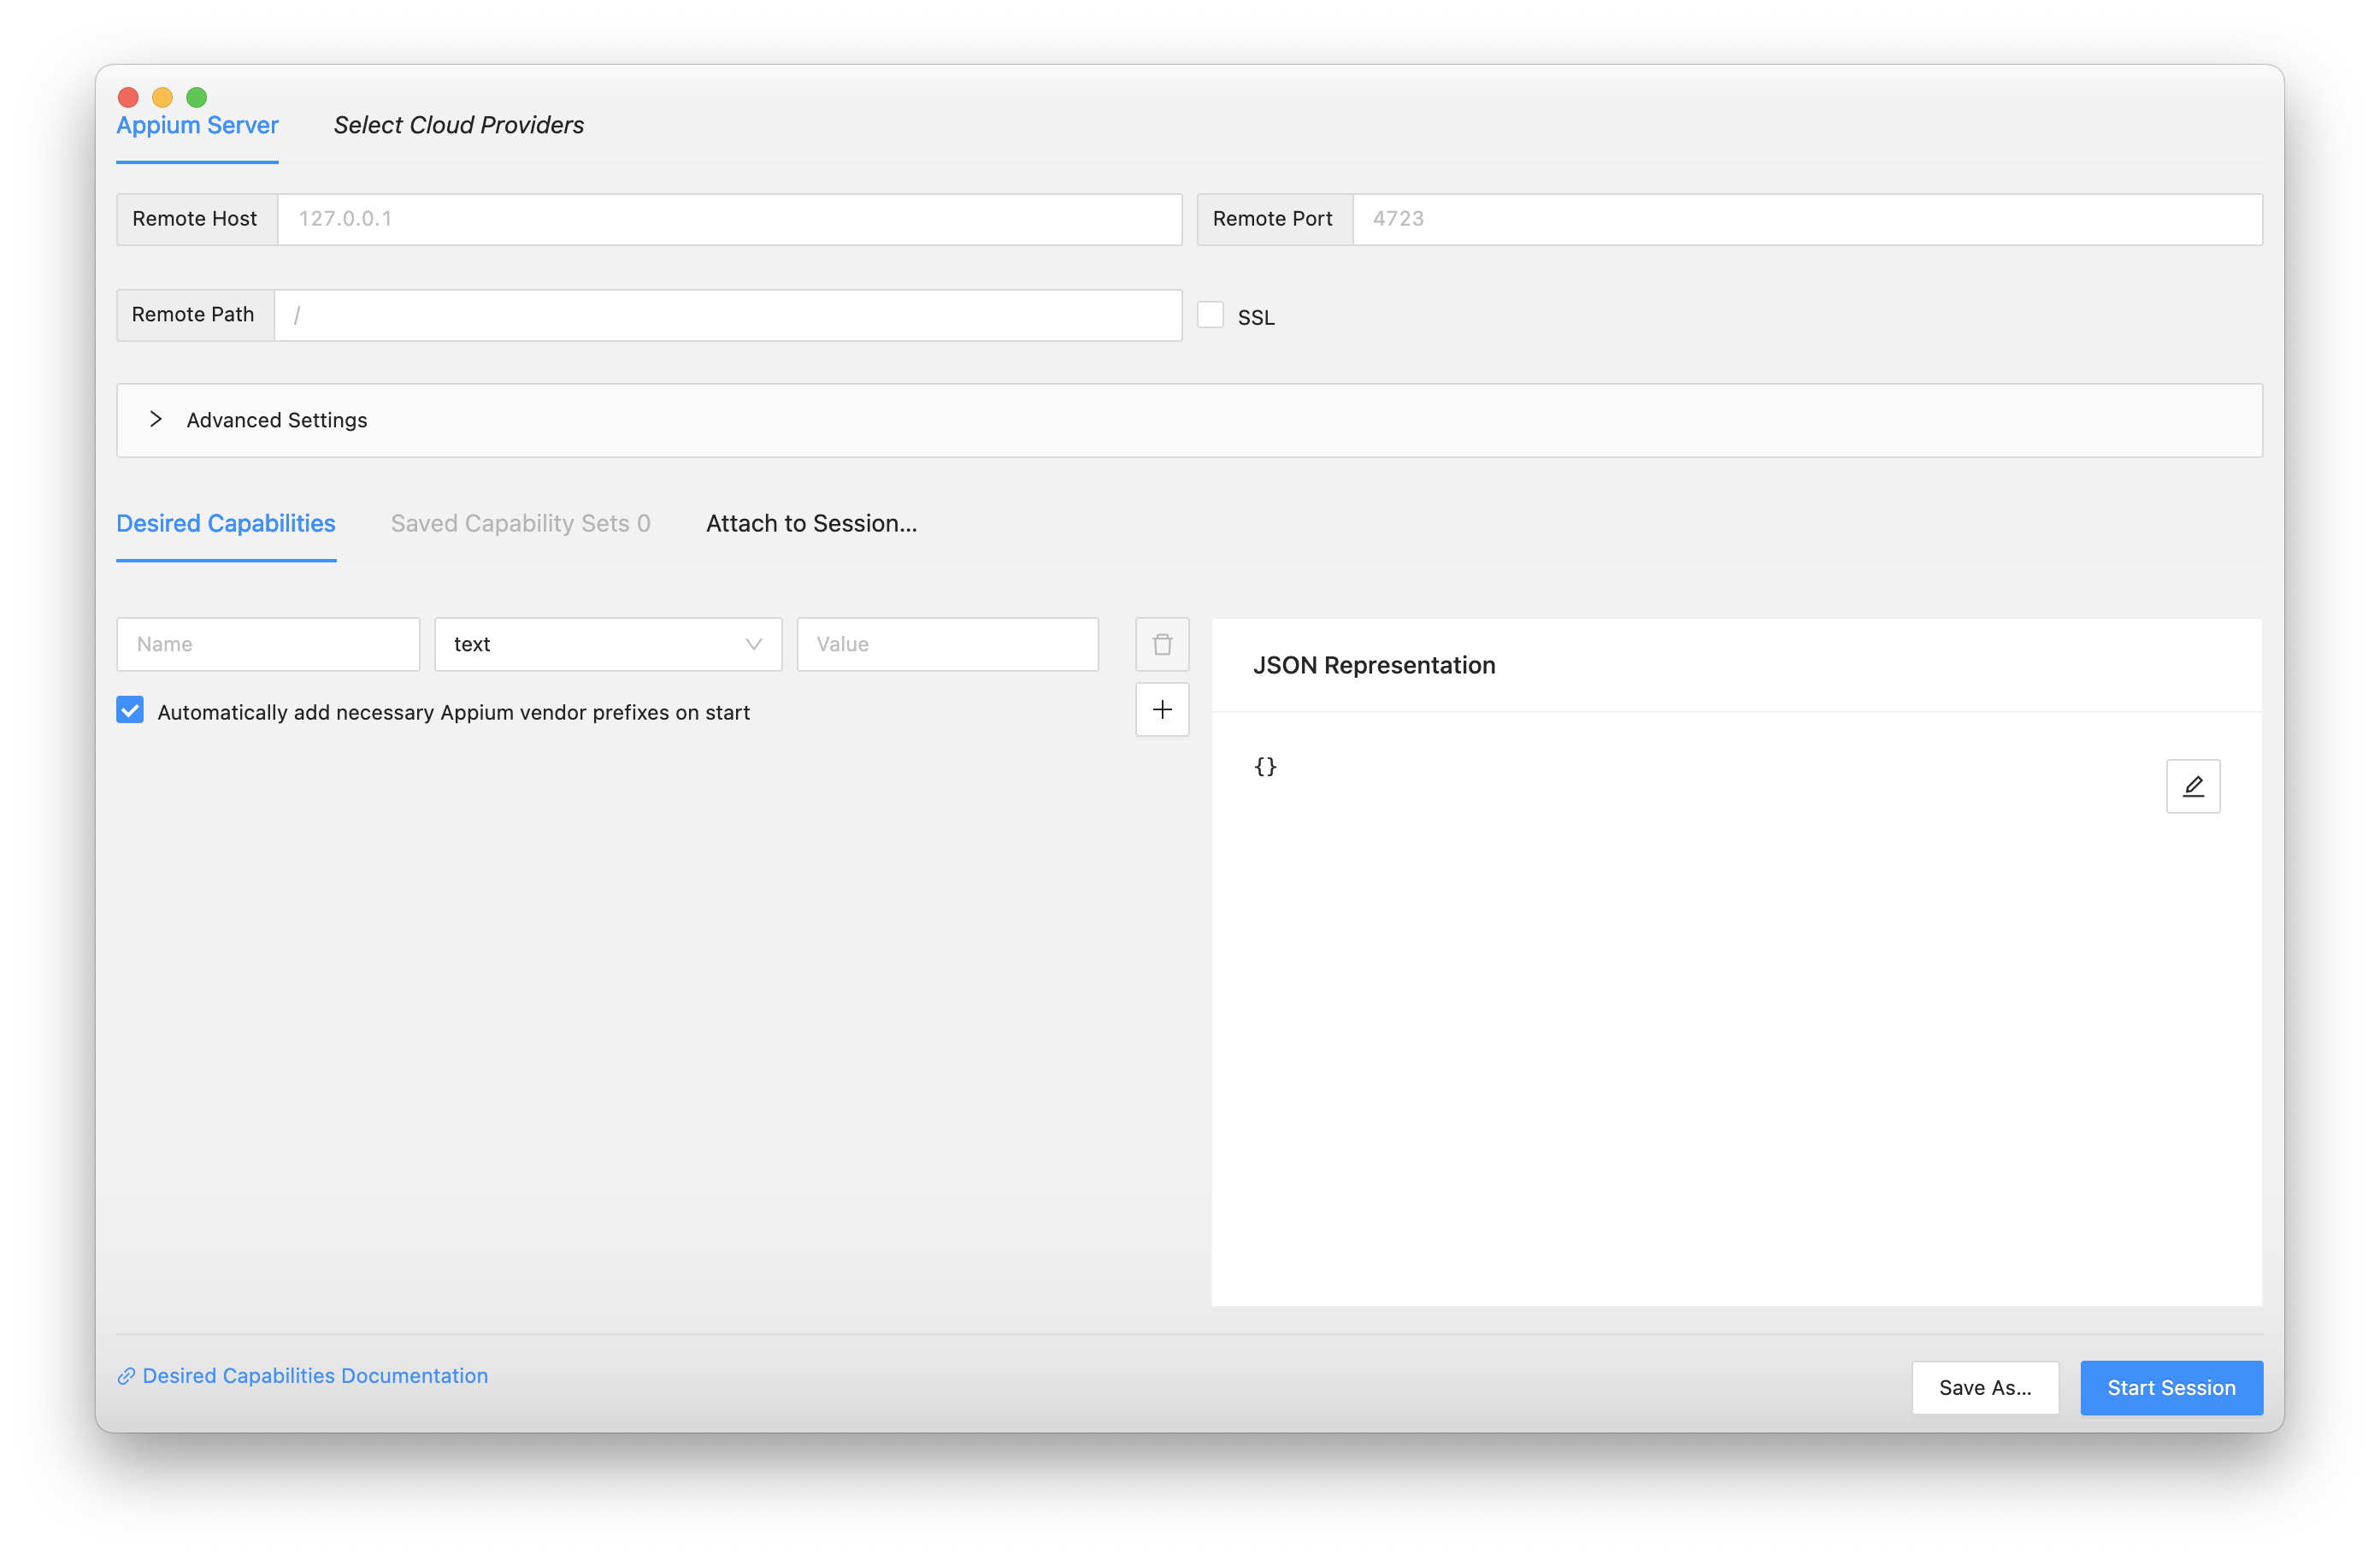 Appium Server Select Cloud Providers
Remote Host 127.0.0.1 Remote Port 4723
Remote Path / SSL
Advanced Settings
Desired Capabilities Saved Capability Sets 0 Attach to Session...
Name text Value
Automatically add necessary Appium vendor prefixes on start
JSON Representation
{}
Desired Capabilities Documentation
Save As... Start Session